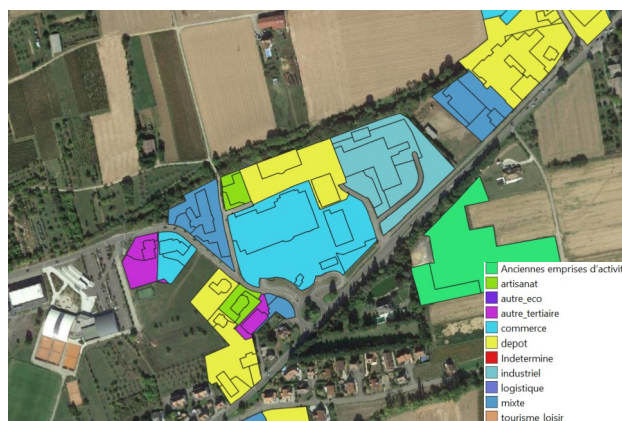 Anciennes emprises d'activit
artisanat
autre_eco
autre_tertiaire
commerce
depot
Indetermine
industriel
logistique
mixte
tourisme_loisir